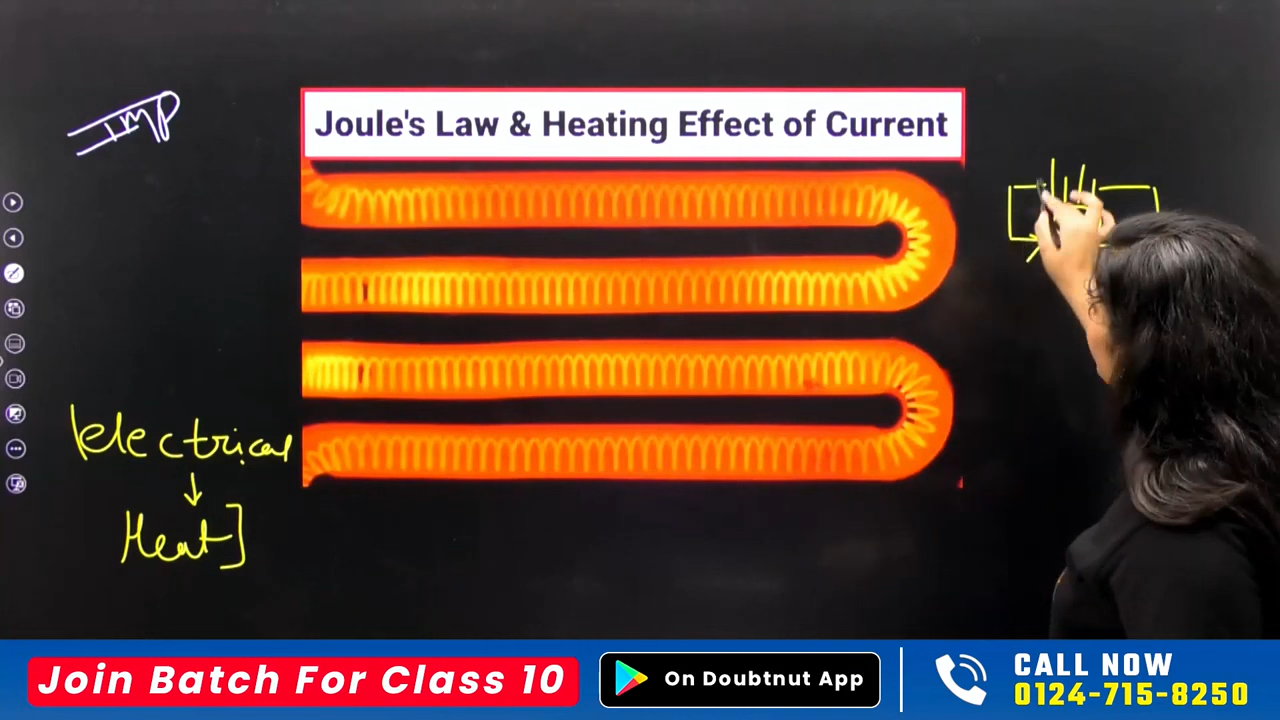 IMP
Joule's Law & Heating Effect of Current
electrical
↓
Heat]
Join Batch For Class 10
On Doubtnut App
CALL NOW
0124-715-8250